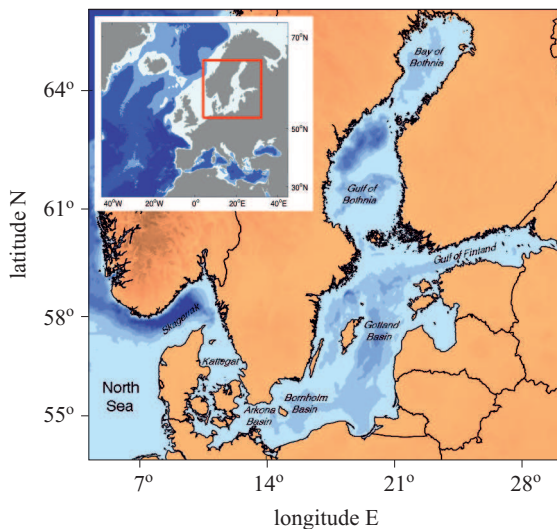 70°N
50°N
30°N
40°W
20°W
0°
20°E
40°E
64°
61°
58°
55°
latitude N
Bay of
Bothnia
Gulf of
Bothnia
Gulf of Finland
Skagerrak
Gotland
Basin
Kattegat
North
Sea
Arkona
Basin
Bornholm
Basin
7°
14°
21°
28°
longitude E